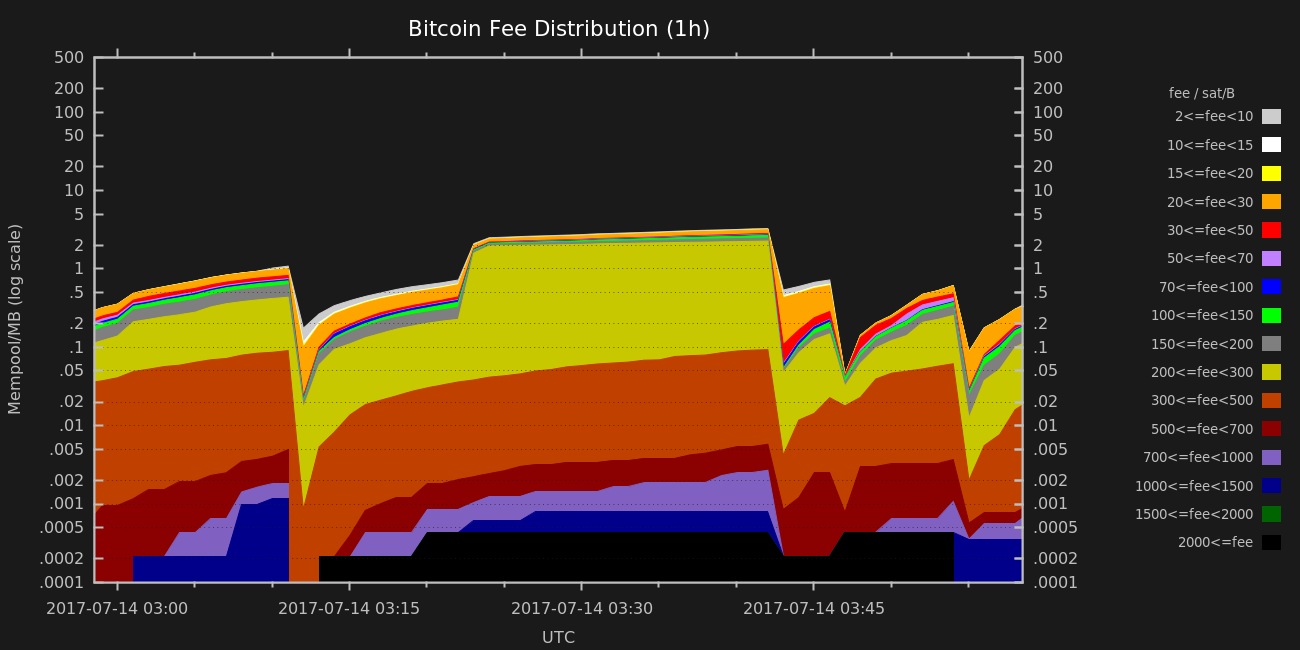 Bitcoin Fee Distribution (1h)
500 500
200 200
100 100
50 50
20 20
10 10
5 5
2 2
1 1
.5 .5
.2 .2
.1 .1
.05 .05
.02 .02
.01 .01
.005 .005
.002 .002
.001 .001
.0005 .0005
.0002 .0002
.0001 .0001
Mempool/MB (log scale)
2017-07-14 03:00 2017-07-14 03:15 2017-07-14 03:30 2017-07-14 03:45
UTC
fee / sat/B
2<=fee<10
10<=fee<15
15<=fee<20
20<=fee<30
30<=fee<50
50<=fee<70
70<=fee<100
100<=fee<150
150<=fee<200
200<=fee<300
300<=fee<500
500<=fee<700
700<=fee<1000
1000<=fee<1500
1500<=fee<2000
2000<=fee